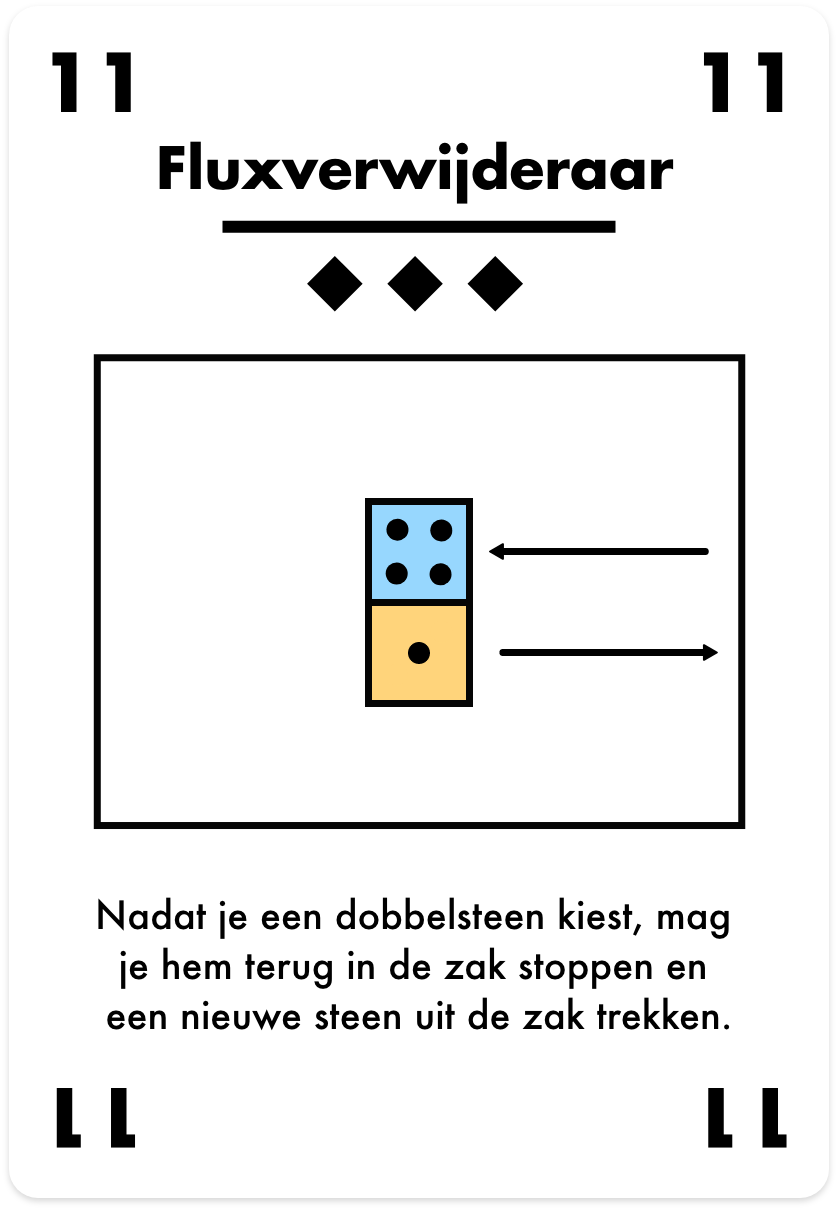 11 11
Fluxverwijderaar
Nadat je een dobbelsteen kiest, mag
je hem terug in de zak stoppen en
een nieuwe steen uit de zak trekken.
11 11